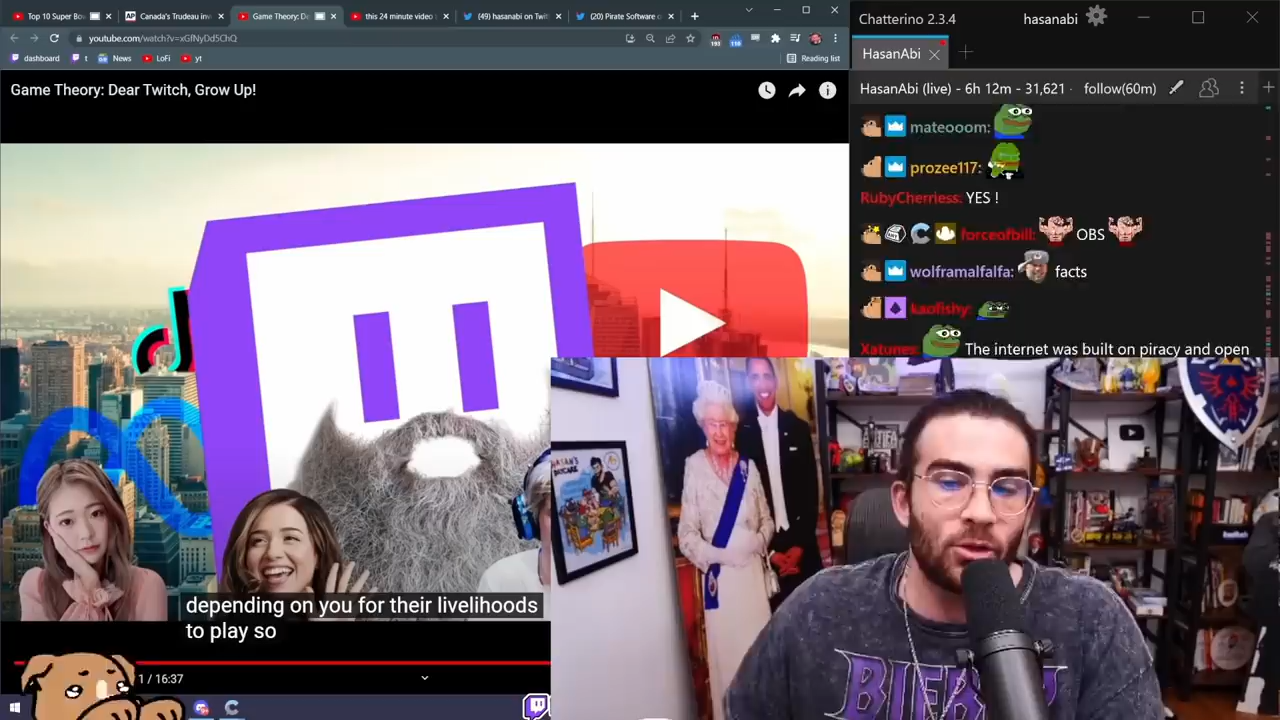 Top 10 Super Bow
Canada's Trudeau inv
Game Theory: De
this 24 minute video
(49) hasanabi on Twit
(20) Pirate Software o
youtube.com/watch?v=xGfNyDd5ChQ
193
116
dashboard
t
News
LoFi
yt
Reading list
Game Theory: Dear Twitch, Grow Up!
depending on you for their livelihoods
to play so
1 / 16:37
Chatterino 2.3.4
hasanabi
HasanAbi
HasanAbi (live) - 6h 12m - 31,621 · follow(60m)
mateooom:
prozee117:
RubyCherriess: YES !
forceofbill: OBS
wolframalfalfa: facts
kaofishy:
Xatunes: The internet was built on piracy and open